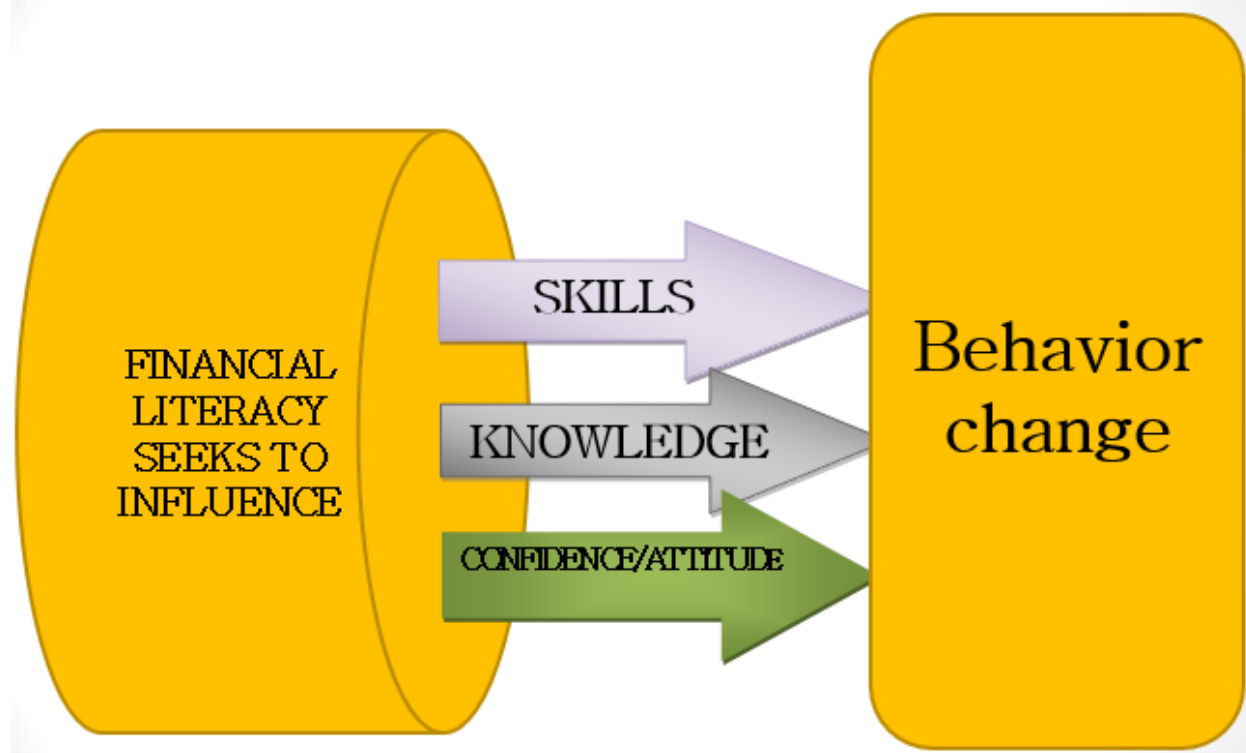 FINANCIAL
LITERACY
SEEKS TO
INFLUENCE
SKILLS
KNOWLEDGE
CONFIDENCE/ATTITUDE
Behavior
change